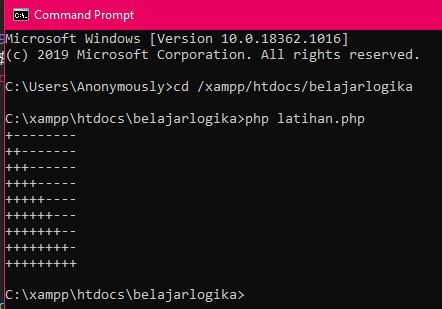 Command Prompt
Microsoft Windows [Version 10.0.18362.1016]
(c) 2019 Microsoft Corporation. All rights reserved.
C:\Users\Anonymously>cd /xampp/htdocs/belajarlogika
C:\xampp\htdocs\belajarlogika>php latihan.php
+--------
++-------
+++------
++++-----
+++++----
++++++---
+++++++--
++++++++-
+++++++++
C:\xampp\htdocs\belajarlogika>